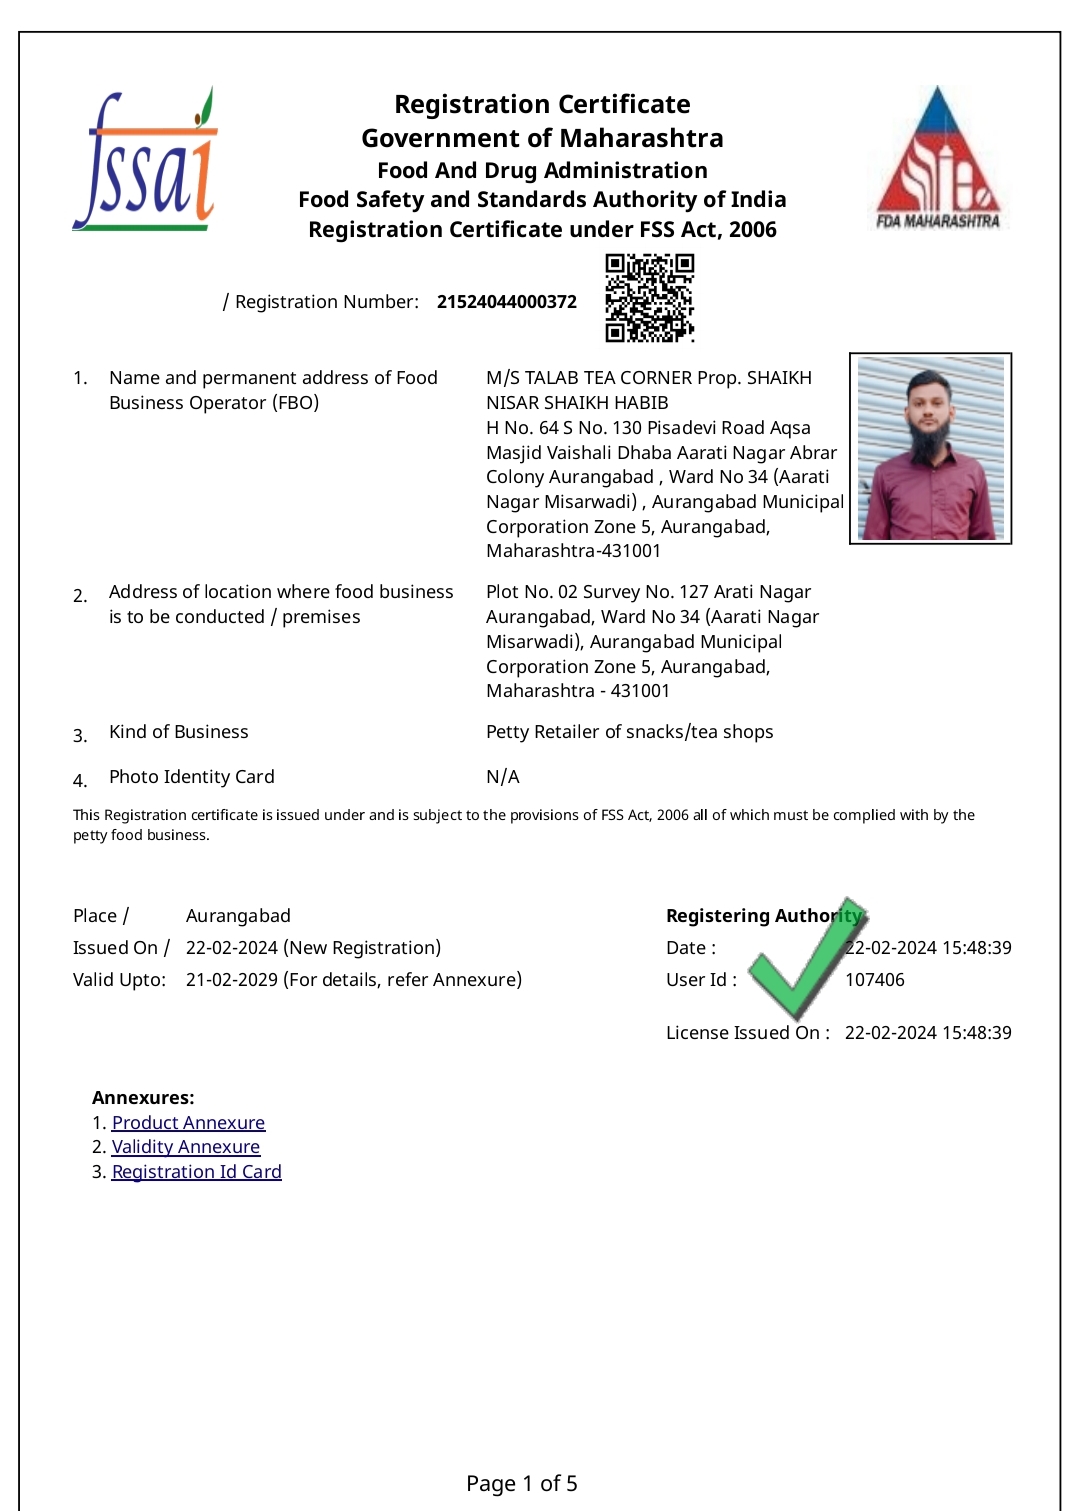 fssai
Registration Certificate
Government of Maharashtra
Food And Drug Administration
Food Safety and Standards Authority of India
Registration Certificate under FSS Act, 2006
FDA MAHARASHTRA
/ Registration Number: 21524044000372
1. Name and permanent address of Food
Business Operator (FBO)
M/S TALAB TEA CORNER Prop. SHAIKH
NISAR SHAIKH HABIB
H No. 64 S No. 130 Pisadevi Road Aqsa
Masjid Vaishali Dhaba Aarati Nagar Abrar
Colony Aurangabad , Ward No 34 (Aarati
Nagar Misarwadi) , Aurangabad Municipal
Corporation Zone 5, Aurangabad,
Maharashtra-431001
2. Address of location where food business
is to be conducted / premises
Plot No. 02 Survey No. 127 Arati Nagar
Aurangabad, Ward No 34 (Aarati Nagar
Misarwadi), Aurangabad Municipal
Corporation Zone 5, Aurangabad,
Maharashtra - 431001
3. Kind of Business Petty Retailer of snacks/tea shops
4. Photo Identity Card N/A
This Registration certificate is issued under and is subject to the provisions of FSS Act, 2006 all of which must be complied with by the
petty food business.
Place / Aurangabad
Issued On / 22-02-2024 (New Registration)
Valid Upto: 21-02-2029 (For details, refer Annexure)
Registering Authority
Date : 22-02-2024 15:48:39
User Id : 107406
License Issued On : 22-02-2024 15:48:39
Annexures:
1. Product Annexure
2. Validity Annexure
3. Registration Id Card
Page 1 of 5